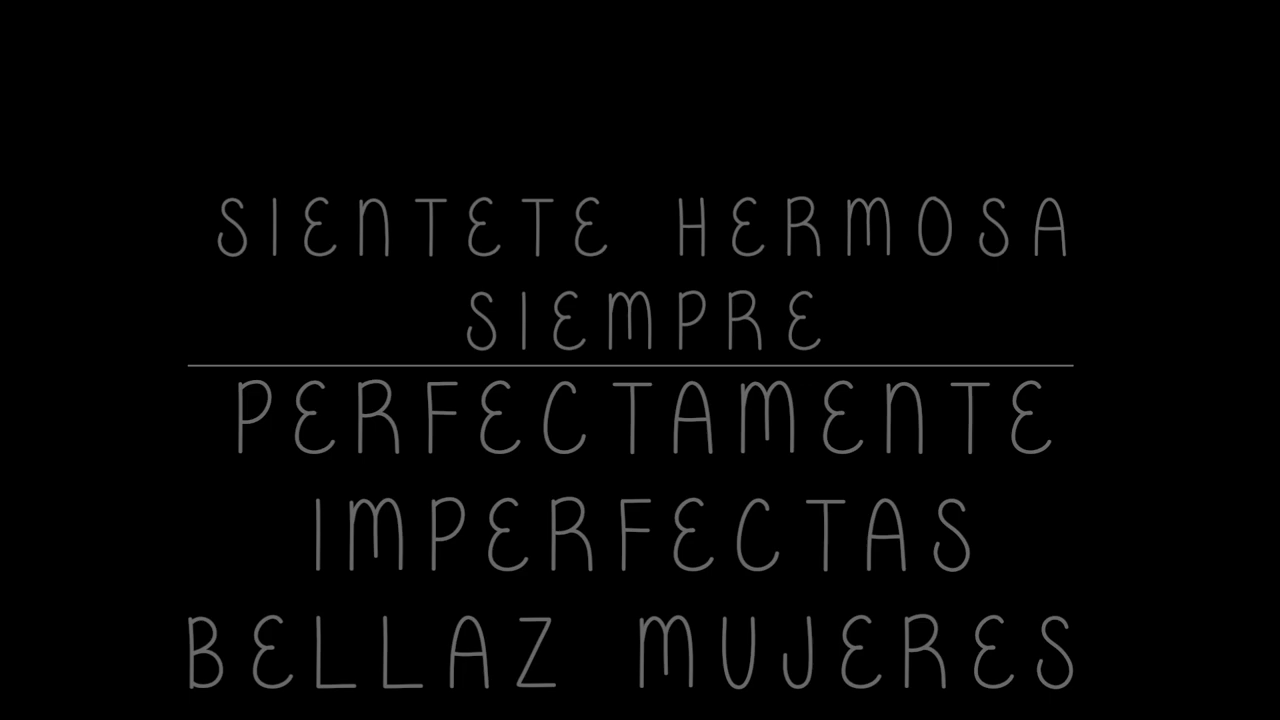 SIENTETE HERMOSA
SIEMPRE
PERFECTAMENTE
IMPERFECTAS
BELLAZ MUJERES